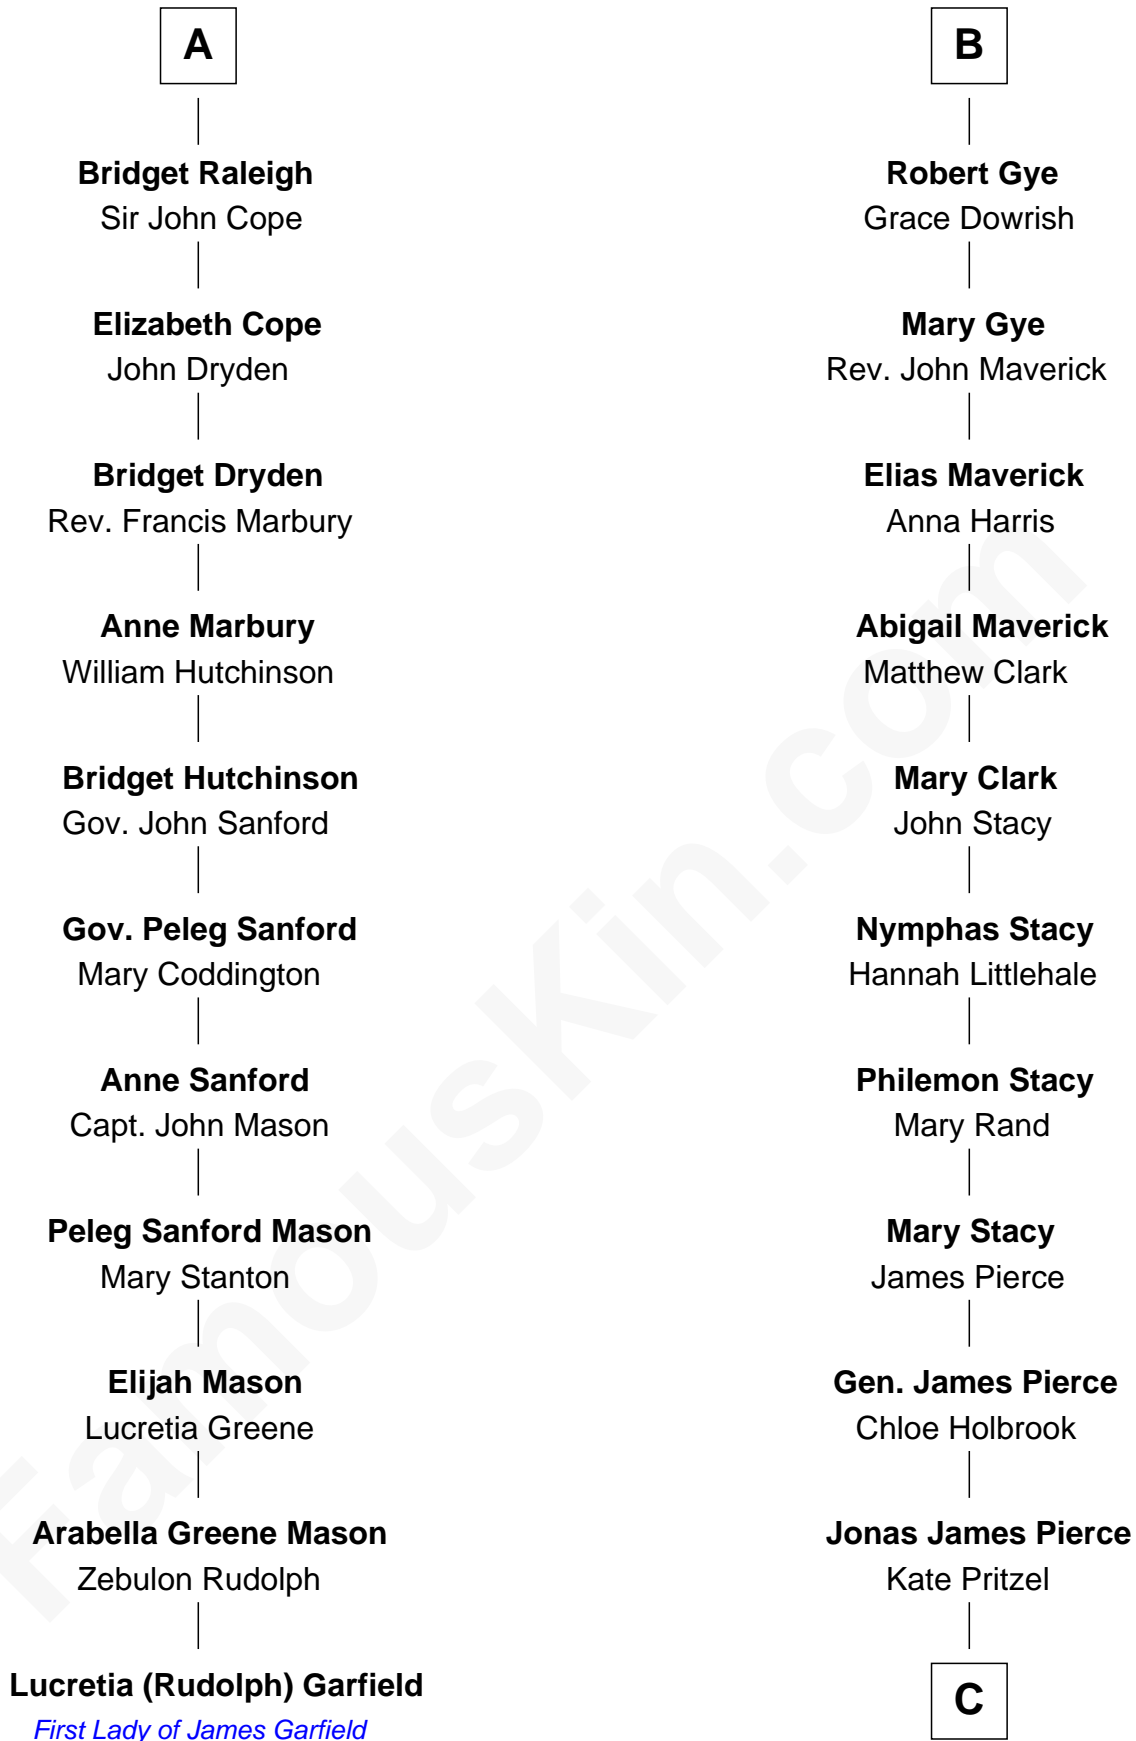 A
Bridget Raleigh
Sir John Cope
Elizabeth Cope
John Dryden
Bridget Dryden
Rev. Francis Marbury
Anne Marbury
William Hutchinson
Bridget Hutchinson
Gov. John Sanford
Gov. Peleg Sanford
Mary Coddington
Anne Sanford
Capt. John Mason
Peleg Sanford Mason
Mary Stanton
Elijah Mason
Lucretia Greene
Arabella Greene Mason
Zebulon Rudolph
Lucretia (Rudolph) Garfield
First Lady of James Garfield
B
Robert Gye
Grace Dowrish
Mary Gye
Rev. John Maverick
Elias Maverick
Anna Harris
Abigail Maverick
Matthew Clark
Mary Clark
John Stacy
Nymphas Stacy
Hannah Littlehale
Philemon Stacy
Mary Rand
Mary Stacy
James Pierce
Gen. James Pierce
Chloe Holbrook
Jonas James Pierce
Kate Pritzel
C
FamousKin.com